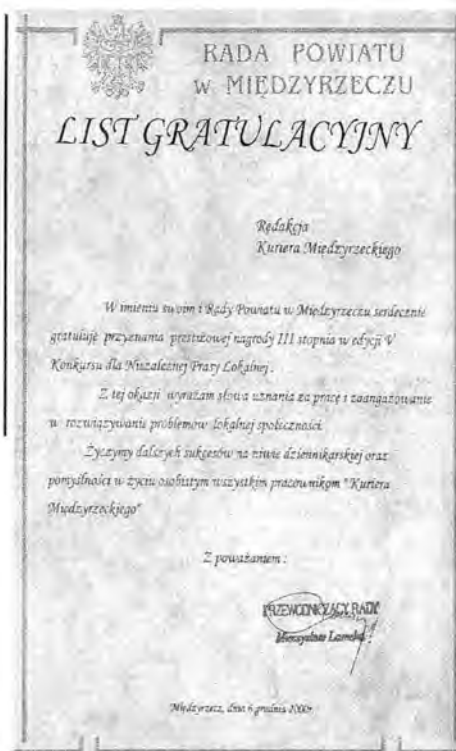 RADA POWIATU
w MIĘDZYRZECZU
LIST GRATULACYJNY
Redakcja
Kuriera Międzyrzeckiego
W imieniu swoim i Rady Powiatu w Międzyrzeczu serdecznie
gratuluję przyznania prestiżowej nagrody III stopnia w edycji V
Konkursu dla Niezależnej Prasy Lokalnej.
Z tej okazji wyrażam słowa uznania za pracę i zaangażowanie
w rozwiązywanie problemów lokalnej społeczności.
Życzymy dalszych sukcesów na niwie dziennikarskiej oraz
pomyślności w życiu osobistym wszystkim pracownikom "Kuriera
Międzyrzeckiego"
Z poważaniem :
PRZEWODNICZĄCY RADY
Międzyrzecz, dnia 6 grudnia 2000r.